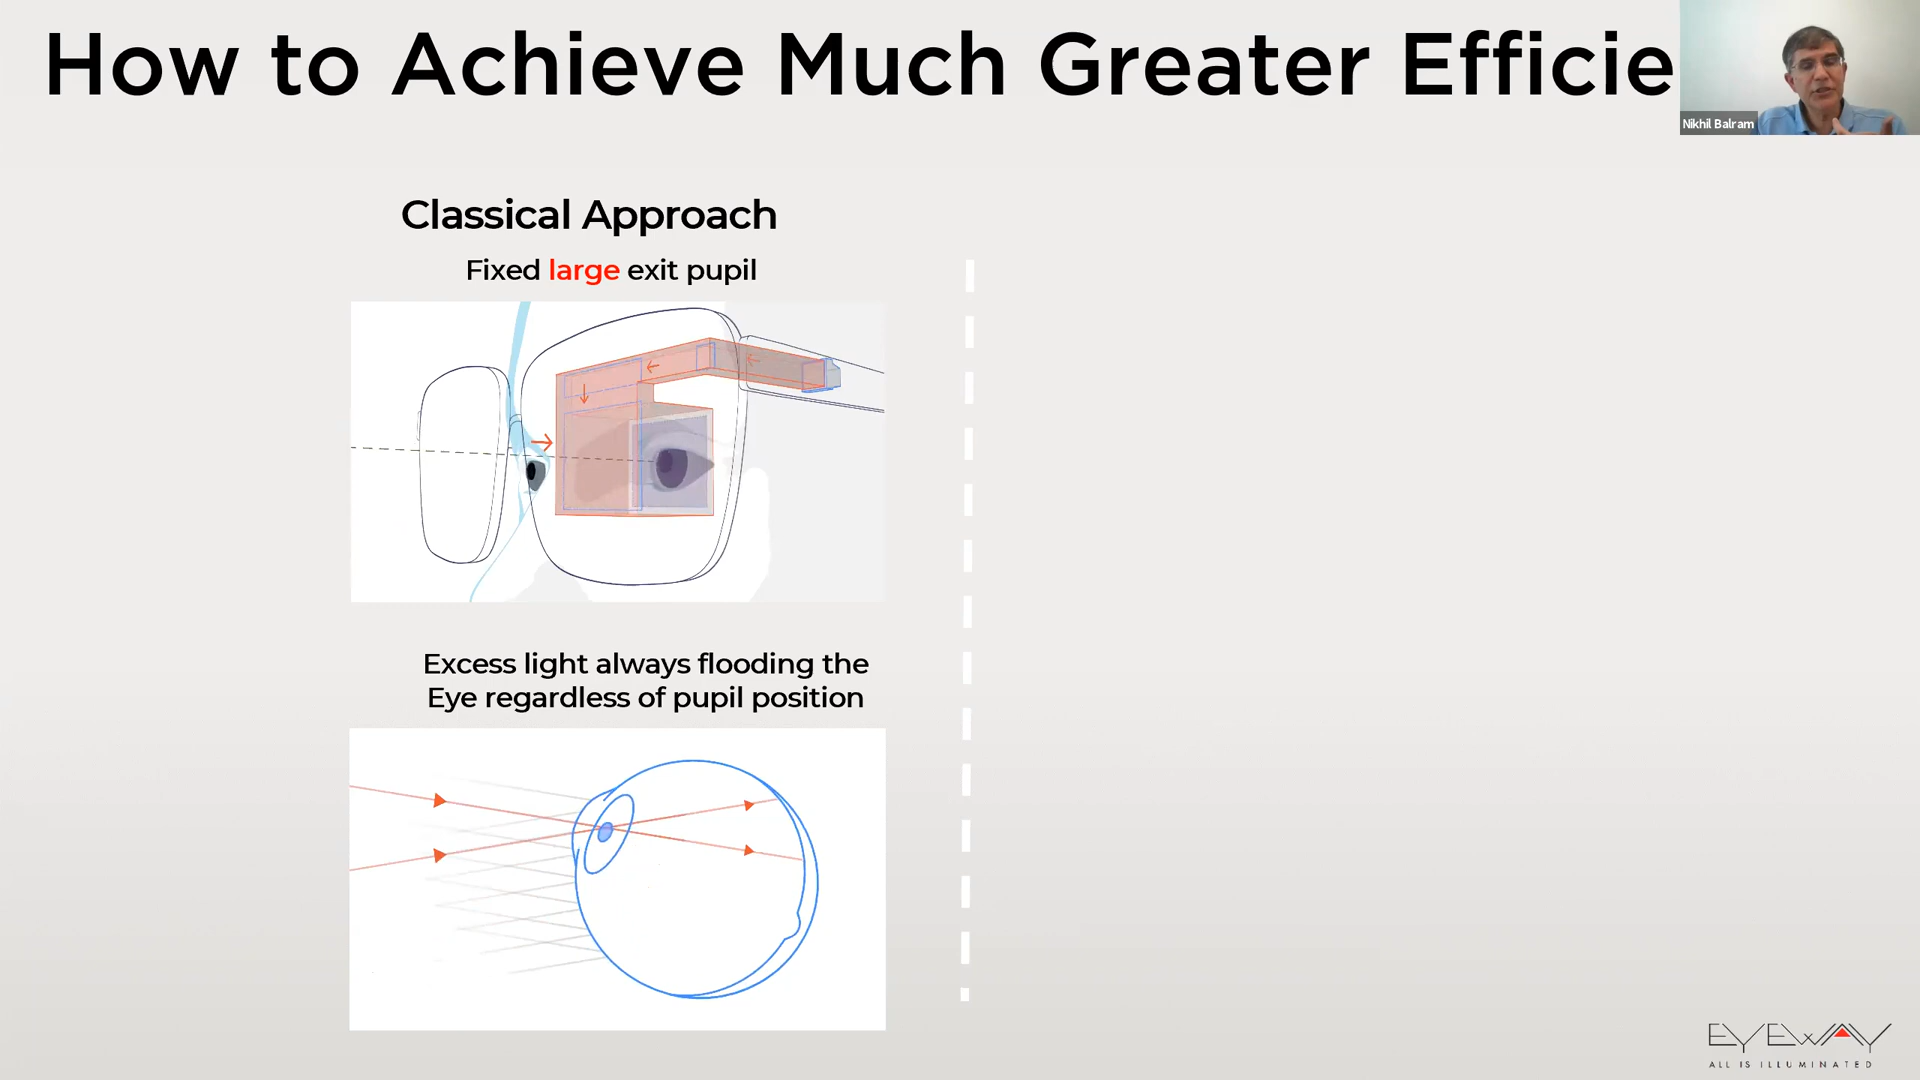 How to Achieve Much Greater Efficie
Nikhil Balram
Classical Approach
Fixed large exit pupil
Excess light always flooding the
Eye regardless of pupil position
EYEWAY
ALL IS ILLUMINATED